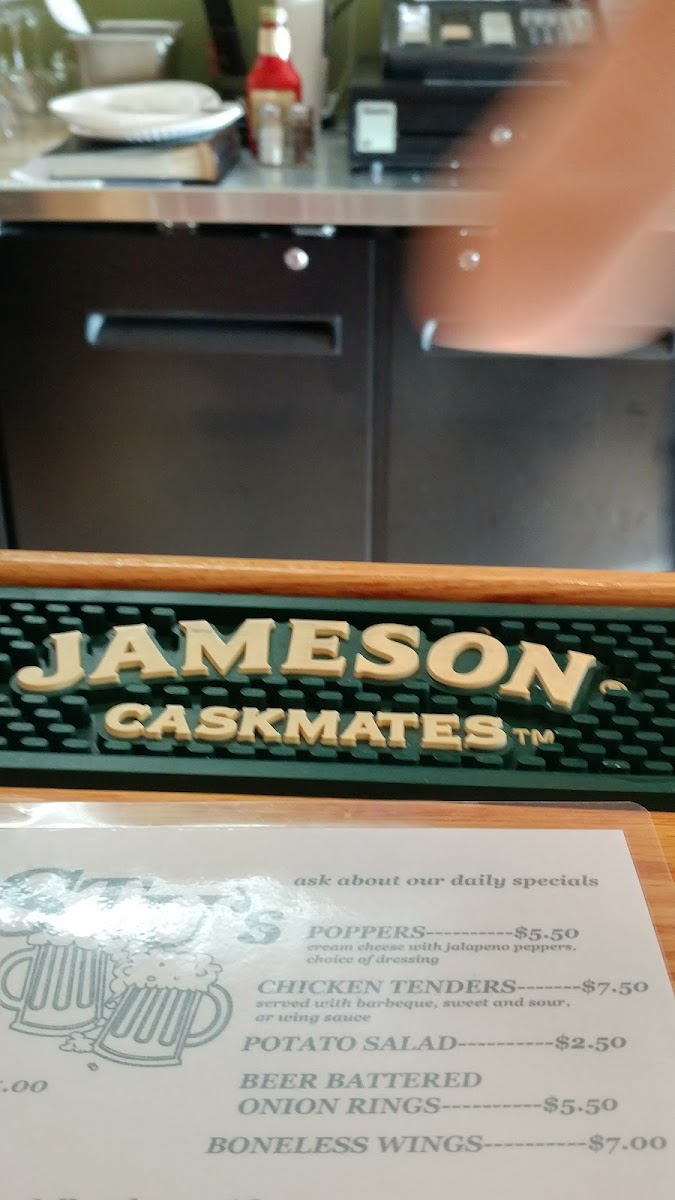 JAMESON
CASKMATES™
STU's
ask about our daily specials
POPPERS----------$5.50
cream cheese with jalapeno peppers.
choice of dressing
CHICKEN TENDERS-------$7.50
served with barbeque, sweet and sour,
or wing sauce
POTATO SALAD----------$2.50
BEER BATTERED
ONION RINGS----------$5.50
.00
BONELESS WINGS----------$7.00